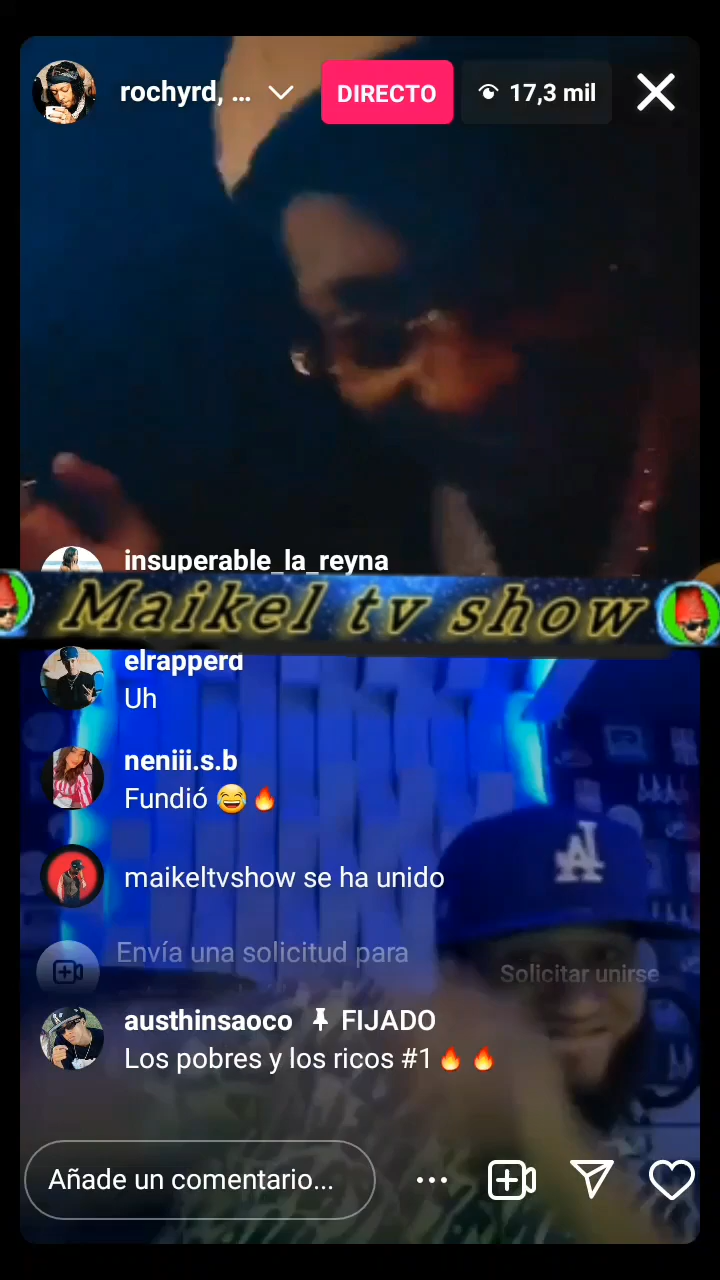 rochyrd, ...
DIRECTO
17,3 mil
insuperable_la_reyna
Maikel tv show
elrapperd
Uh
neniii.s.b
Fundió 😂🔥
maikeltvshow se ha unido
Envía una solicitud para
Solicitar unirse
LA
austhinsaoco 📌 FIJADO
Los pobres y los ricos #1🔥🔥
Añade un comentario...